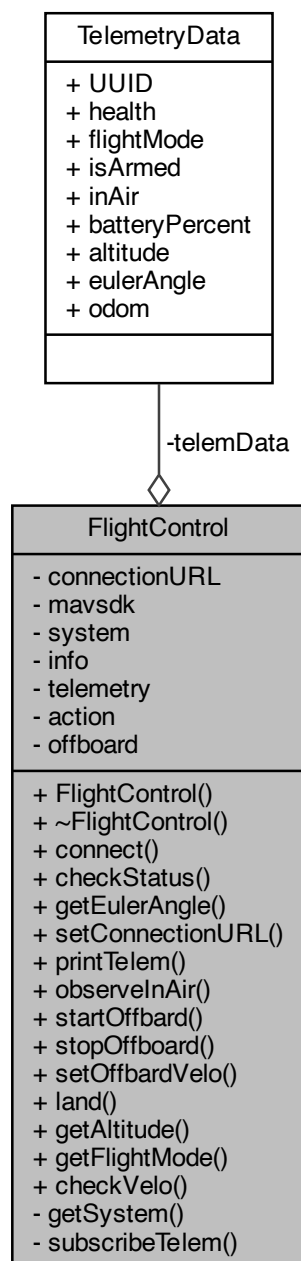 TelemetryData
+ UUID
+ health
+ flightMode
+ isArmed
+ inAir
+ batteryPercent
+ altitude
+ eulerAngle
+ odom
-telemData
FlightControl
- connectionURL
- mavsdk
- system
- info
- telemetry
- action
- offboard
+ FlightControl()
+ ~FlightControl()
+ connect()
+ checkStatus()
+ getEulerAngle()
+ setConnectionURL()
+ printTelem()
+ observeInAir()
+ startOffbard()
+ stopOffboard()
+ setOffbardVelo()
+ land()
+ getAltitude()
+ getFlightMode()
+ checkVelo()
- getSystem()
- subscribeTelem()